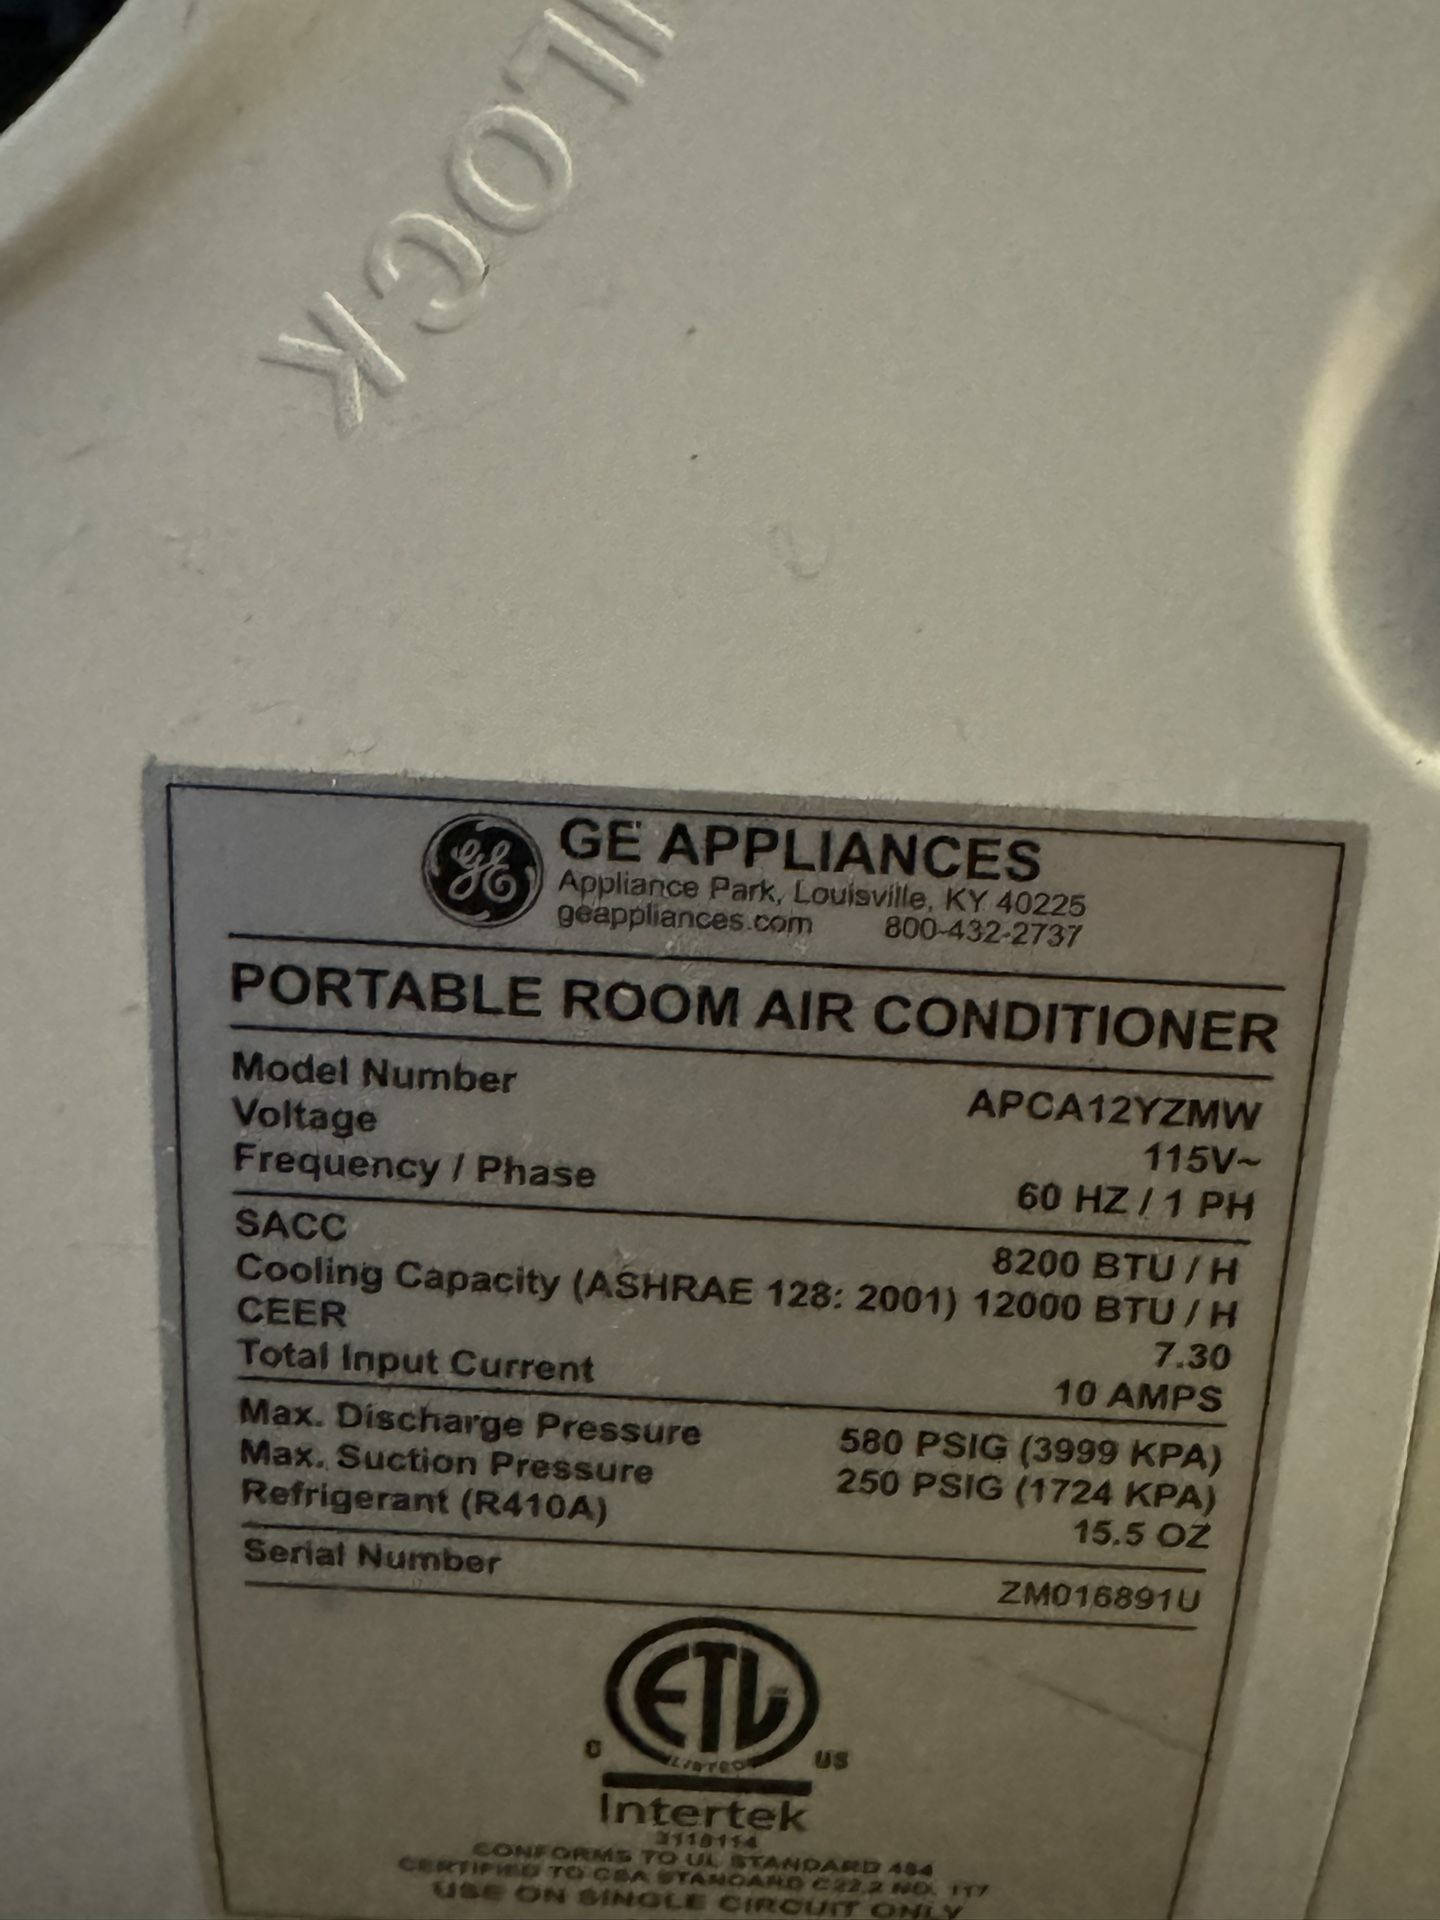 LOCK
GE APPLIANCES
Appliance Park, Louisville, KY 40225
geappliances.com 800-432-2737
PORTABLE ROOM AIR CONDITIONER
Model Number APCA12YZMW
Voltage 115V~
Frequency / Phase 60 HZ / 1 PH
SACC 8200 BTU / H
Cooling Capacity (ASHRAE 128: 2001) 12000 BTU / H
CEER 7.30
Total Input Current 10 AMPS
Max. Discharge Pressure 580 PSIG (3999 KPA)
Max. Suction Pressure 250 PSIG (1724 KPA)
Refrigerant (R410A) 15.5 OZ
Serial Number ZM016891U
ETL
LISTED
C US
Intertek
CONFORMS TO UL STANDARD 484
CERTIFIED TO CSA STANDARD C22.2 NO. 117
USE ON SINGLE CIRCUIT ONLY